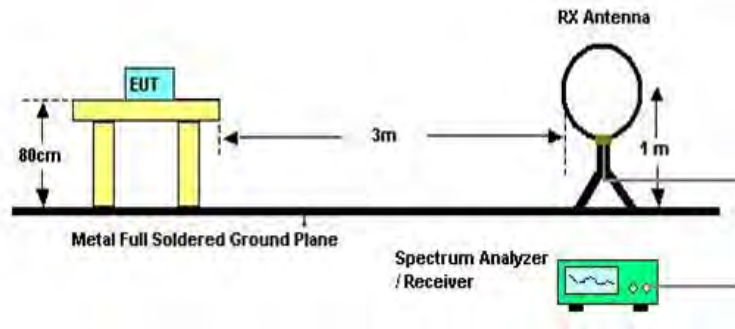 RX Antenna
EUT
80cm
3m
1 m
Metal Full Soldered Ground Plane
Spectrum Analyzer
/ Receiver